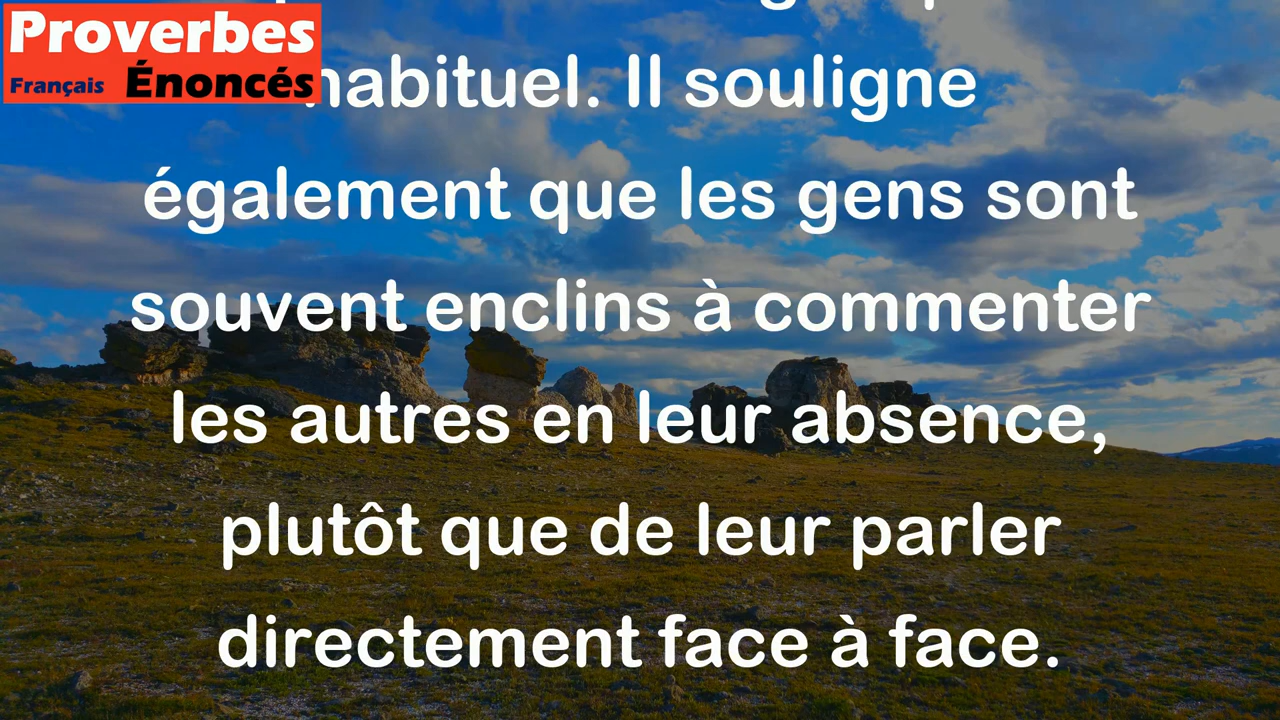 Proverbes
Français Énoncés
habituel. Il souligne
également que les gens sont
souvent enclins à commenter
les autres en leur absence,
plutôt que de leur parler
directement face à face.